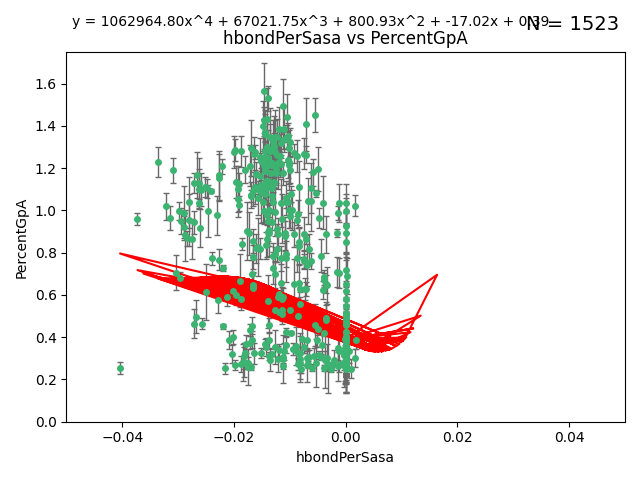 y = 1062964.80x^4 + 67021.75x^3 + 800.93x^2 + -17.02x + 0.39
N = 1523
hbondPerSasa vs PercentGpA
PercentGpA
1.6
1.4
1.2
1.0
0.8
0.6
0.4
0.2
0.0
−0.04 −0.02 0.00 0.02 0.04
hbondPerSasa